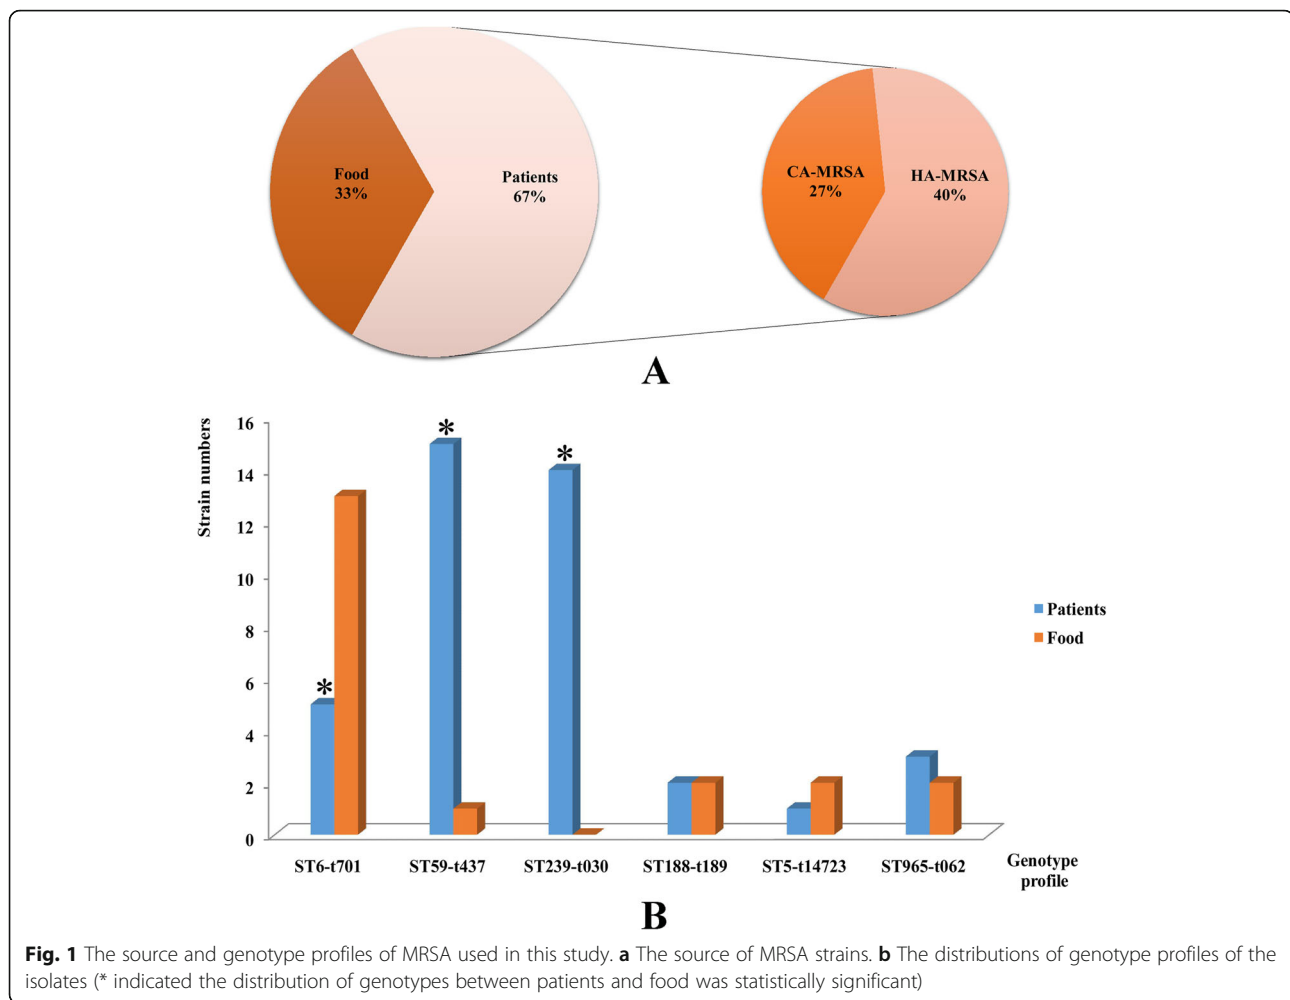 Food
33%
Patients
67%
CA-MRSA
27%
HA-MRSA
40%
A
Strain numbers
16
14
12
10
8
6
4
2
0
*
*
*
ST6-t701
ST59-t437
ST239-t030
ST188-t189
ST5-t14723
ST965-t062
Genotype
profile
Patients
Food
B
Fig. 1 The source and genotype profiles of MRSA used in this study. a The source of MRSA strains. b The distributions of genotype profiles of the
isolates (* indicated the distribution of genotypes between patients and food was statistically significant)